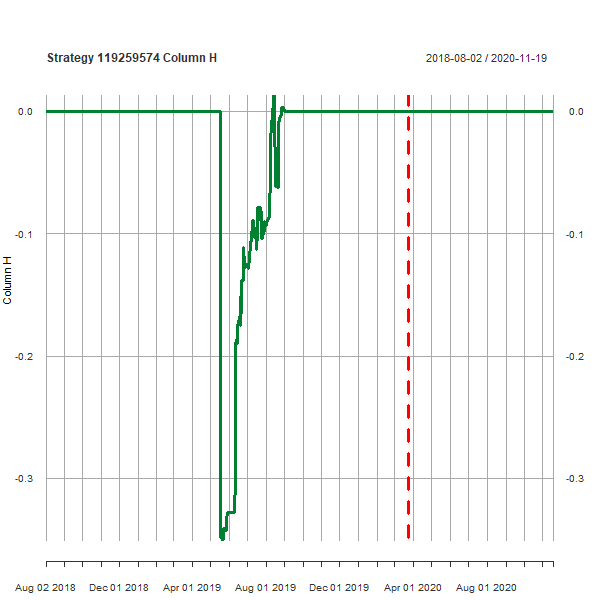 Strategy 119259574 Column H
2018-08-02 / 2020-11-19
0.0
0.0
-0.1
-0.1
Column H
-0.2
-0.2
-0.3
-0.3
Aug 02 2018
Dec 01 2018
Apr 01 2019
Aug 01 2019
Dec 01 2019
Apr 01 2020
Aug 01 2020